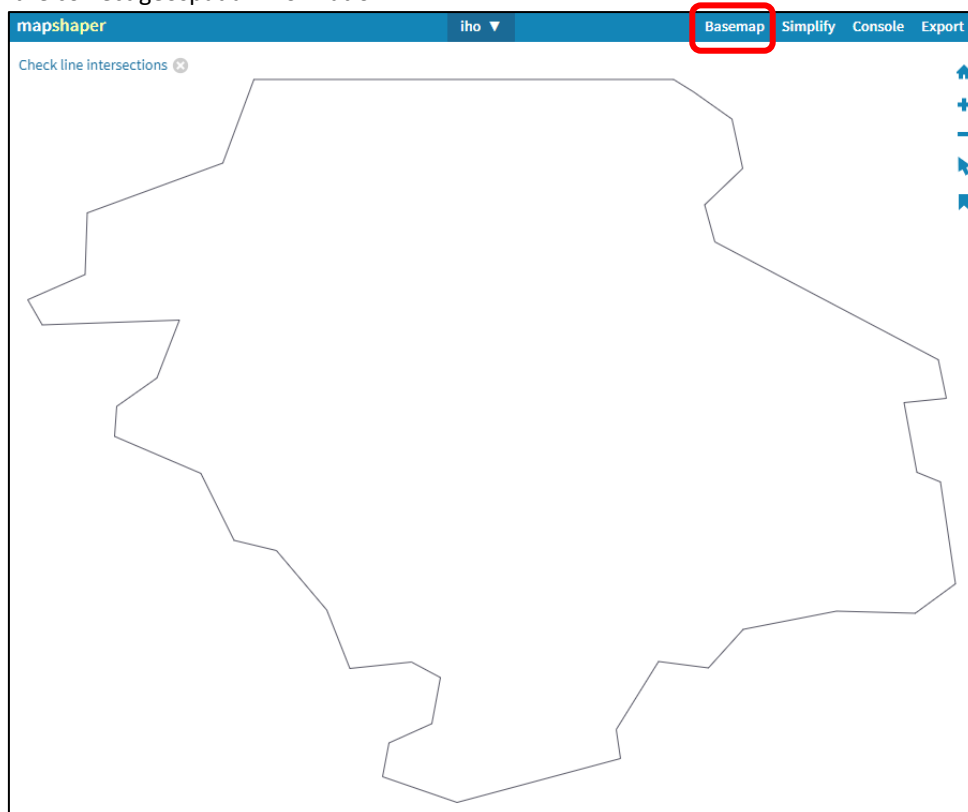 mapshaper
iho ▼
Basemap Simplify Console Export
Check line intersections